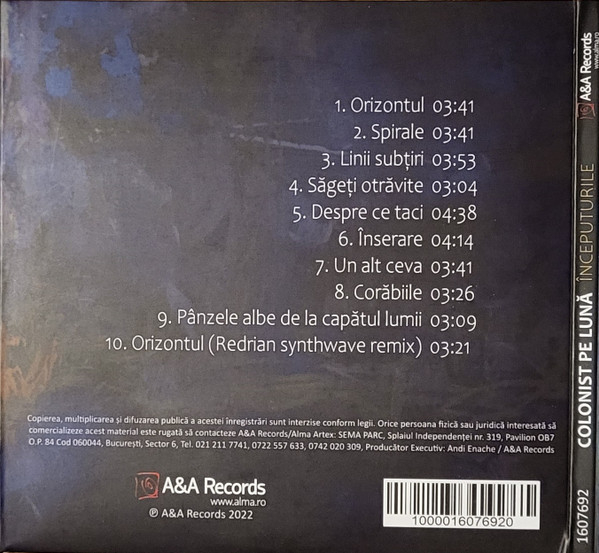 1. Orizontul 03:41
2. Spirale 03:41
3. Linii subțiri 03:53
4. Săgeți otrăvite 03:04
5. Despre ce taci 04:38
6. Înserare 04:14
7. Un alt ceva 03:41
8. Corăbiile 03:26
9. Pânzele albe de la capătul lumii 03:09
10. Orizontul (Redrian synthwave remix) 03:21
Copierea, multiplicarea și difuzarea publică a acestei înregistrări sunt interzise conform legii. Orice persoana fizică sau juridică interesată să
comercializeze acest material este rugată să contacteze A&A Records/Alma Artex: SEMA PARC, Splaiul Independenței nr. 319, Pavilion OB7
O.P. 84 Cod 060044, București, Sector 6, Tel. 021 211 7741, 0722 557 633, 0742 020 309, Producător Executiv: Andi Enache / A&A Records
A&A Records
www.alma.ro
℗ A&A Records 2022
1000016076920
1607692 COLONIST PE LUNĂ ÎNCEPUTURILE A&A Records
www.alma.ro